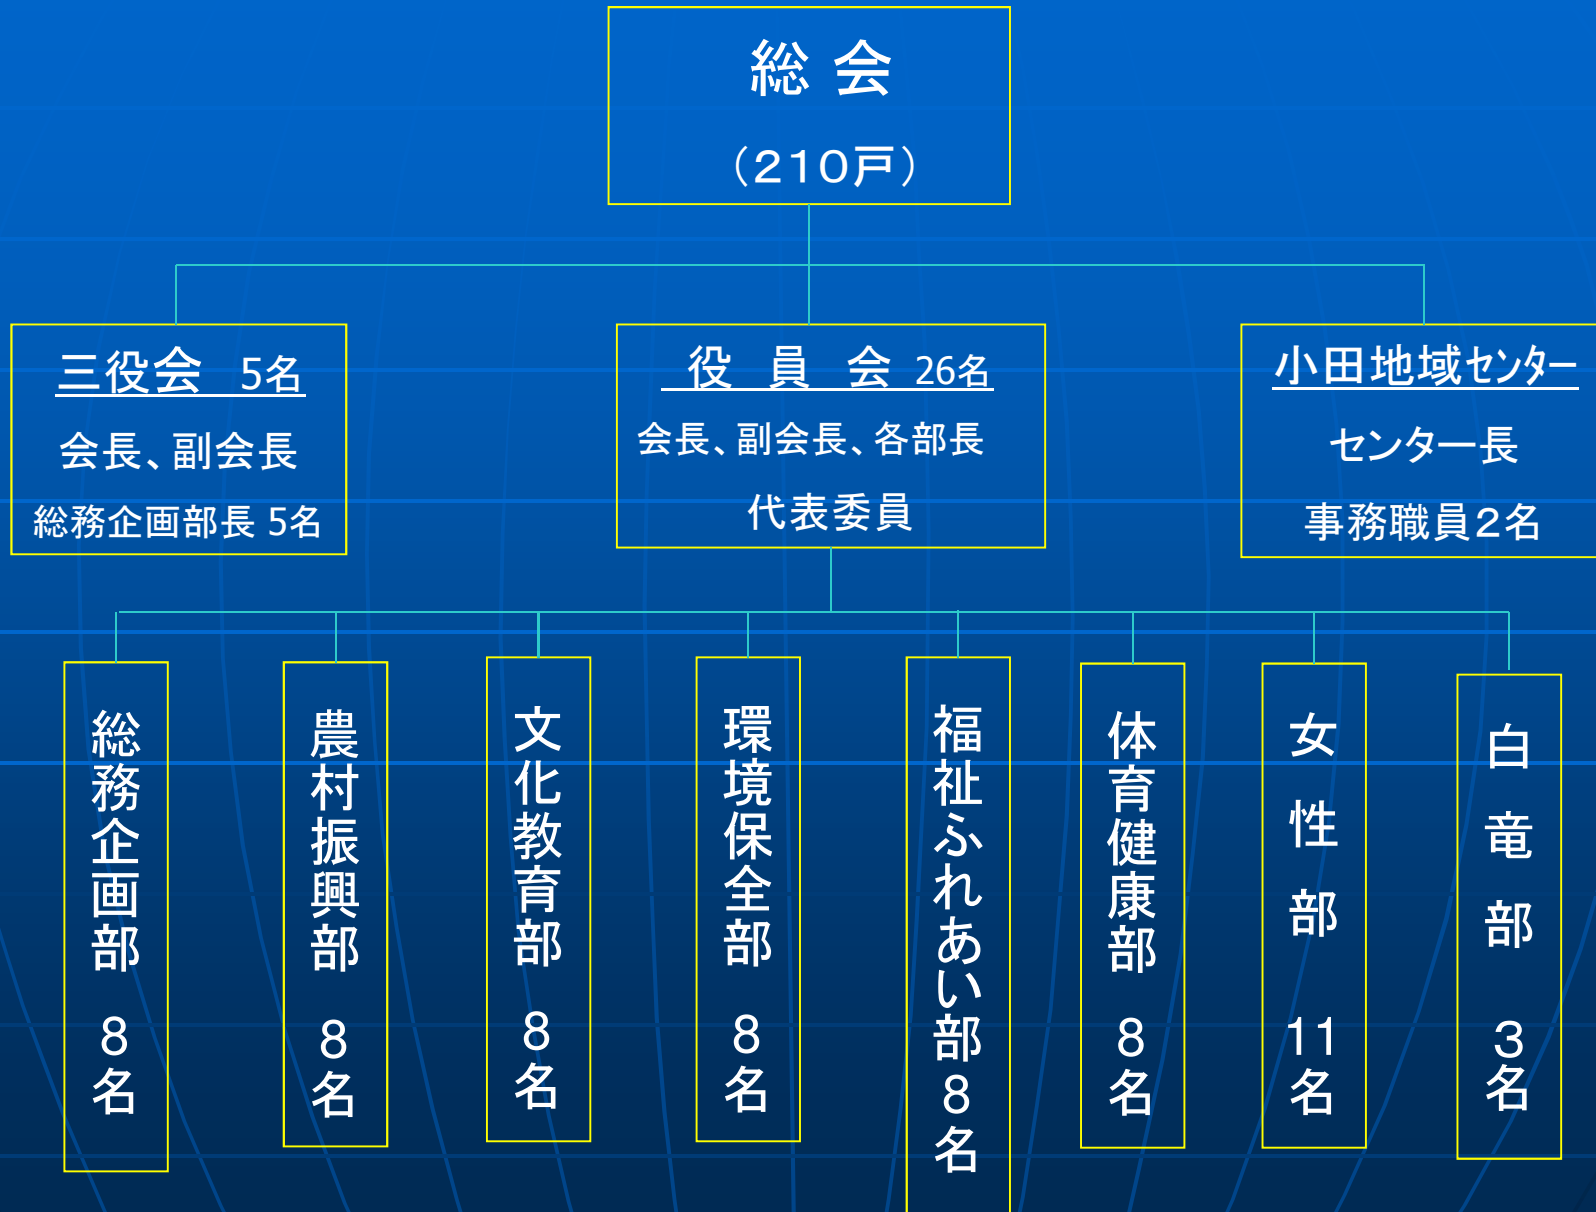 総 会
（210戸）
三役会　5名
会長、副会長
総務企画部長 5名
役　員　会 26名
会長、副会長、各部長
代表委員
小田地域センター
センター長
事務職員2名
総務企画部　8名
農村振興部　8名
文化教育部　8名
環境保全部　8名
福祉ふれあい部8名
体育健康部　8名
女 性 部　11名
白 竜 部　3名